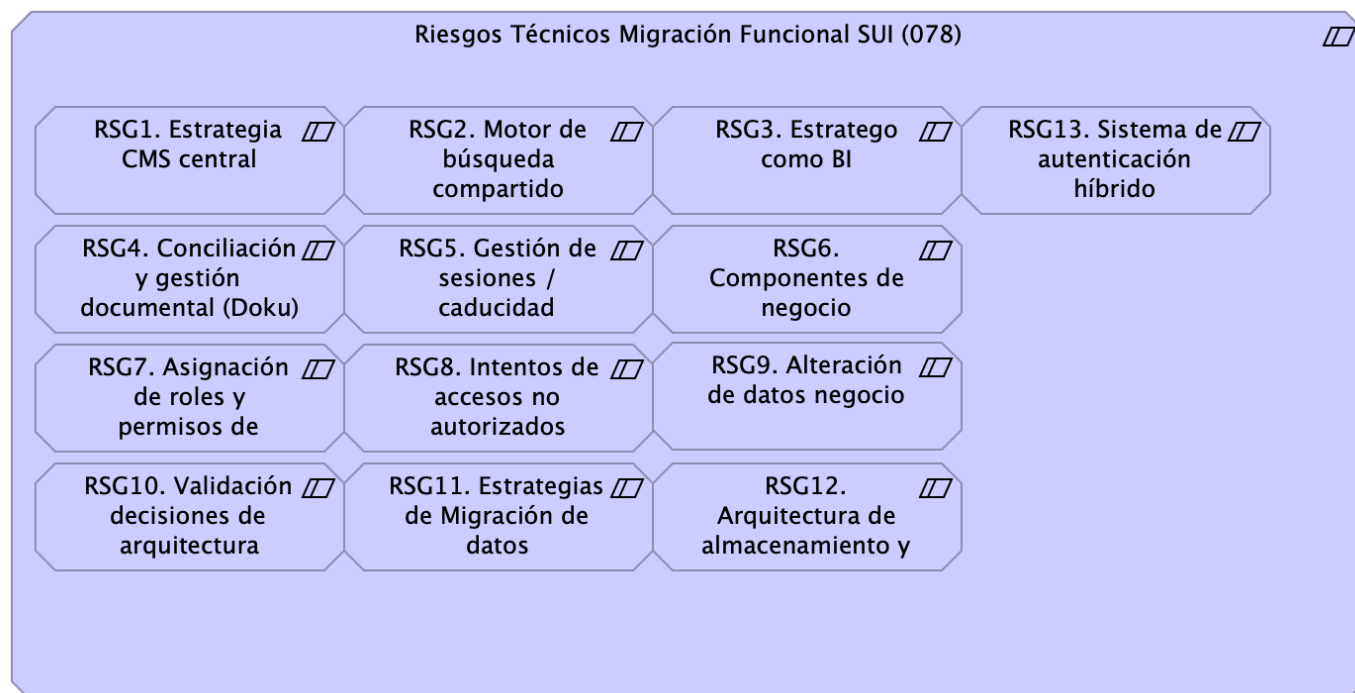 Riesgos Técnicos Migración Funcional SUI (078)
RSG1. Estrategia
CMS central
RSG2. Motor de
búsqueda
compartido
RSG3. Estratego
como BI
RSG13. Sistema de
autenticación
híbrido
RSG4. Conciliación
y gestión
documental (Doku)
RSG5. Gestión de
sesiones /
caducidad
RSG6.
Componentes de
negocio
RSG7. Asignación
de roles y
permisos de
RSG8. Intentos de
accesos no
autorizados
RSG9. Alteración
de datos negocio
RSG10. Validación
decisiones de
arquitectura
RSG11. Estrategias
de Migración de
datos
RSG12.
Arquitectura de
almacenamiento y